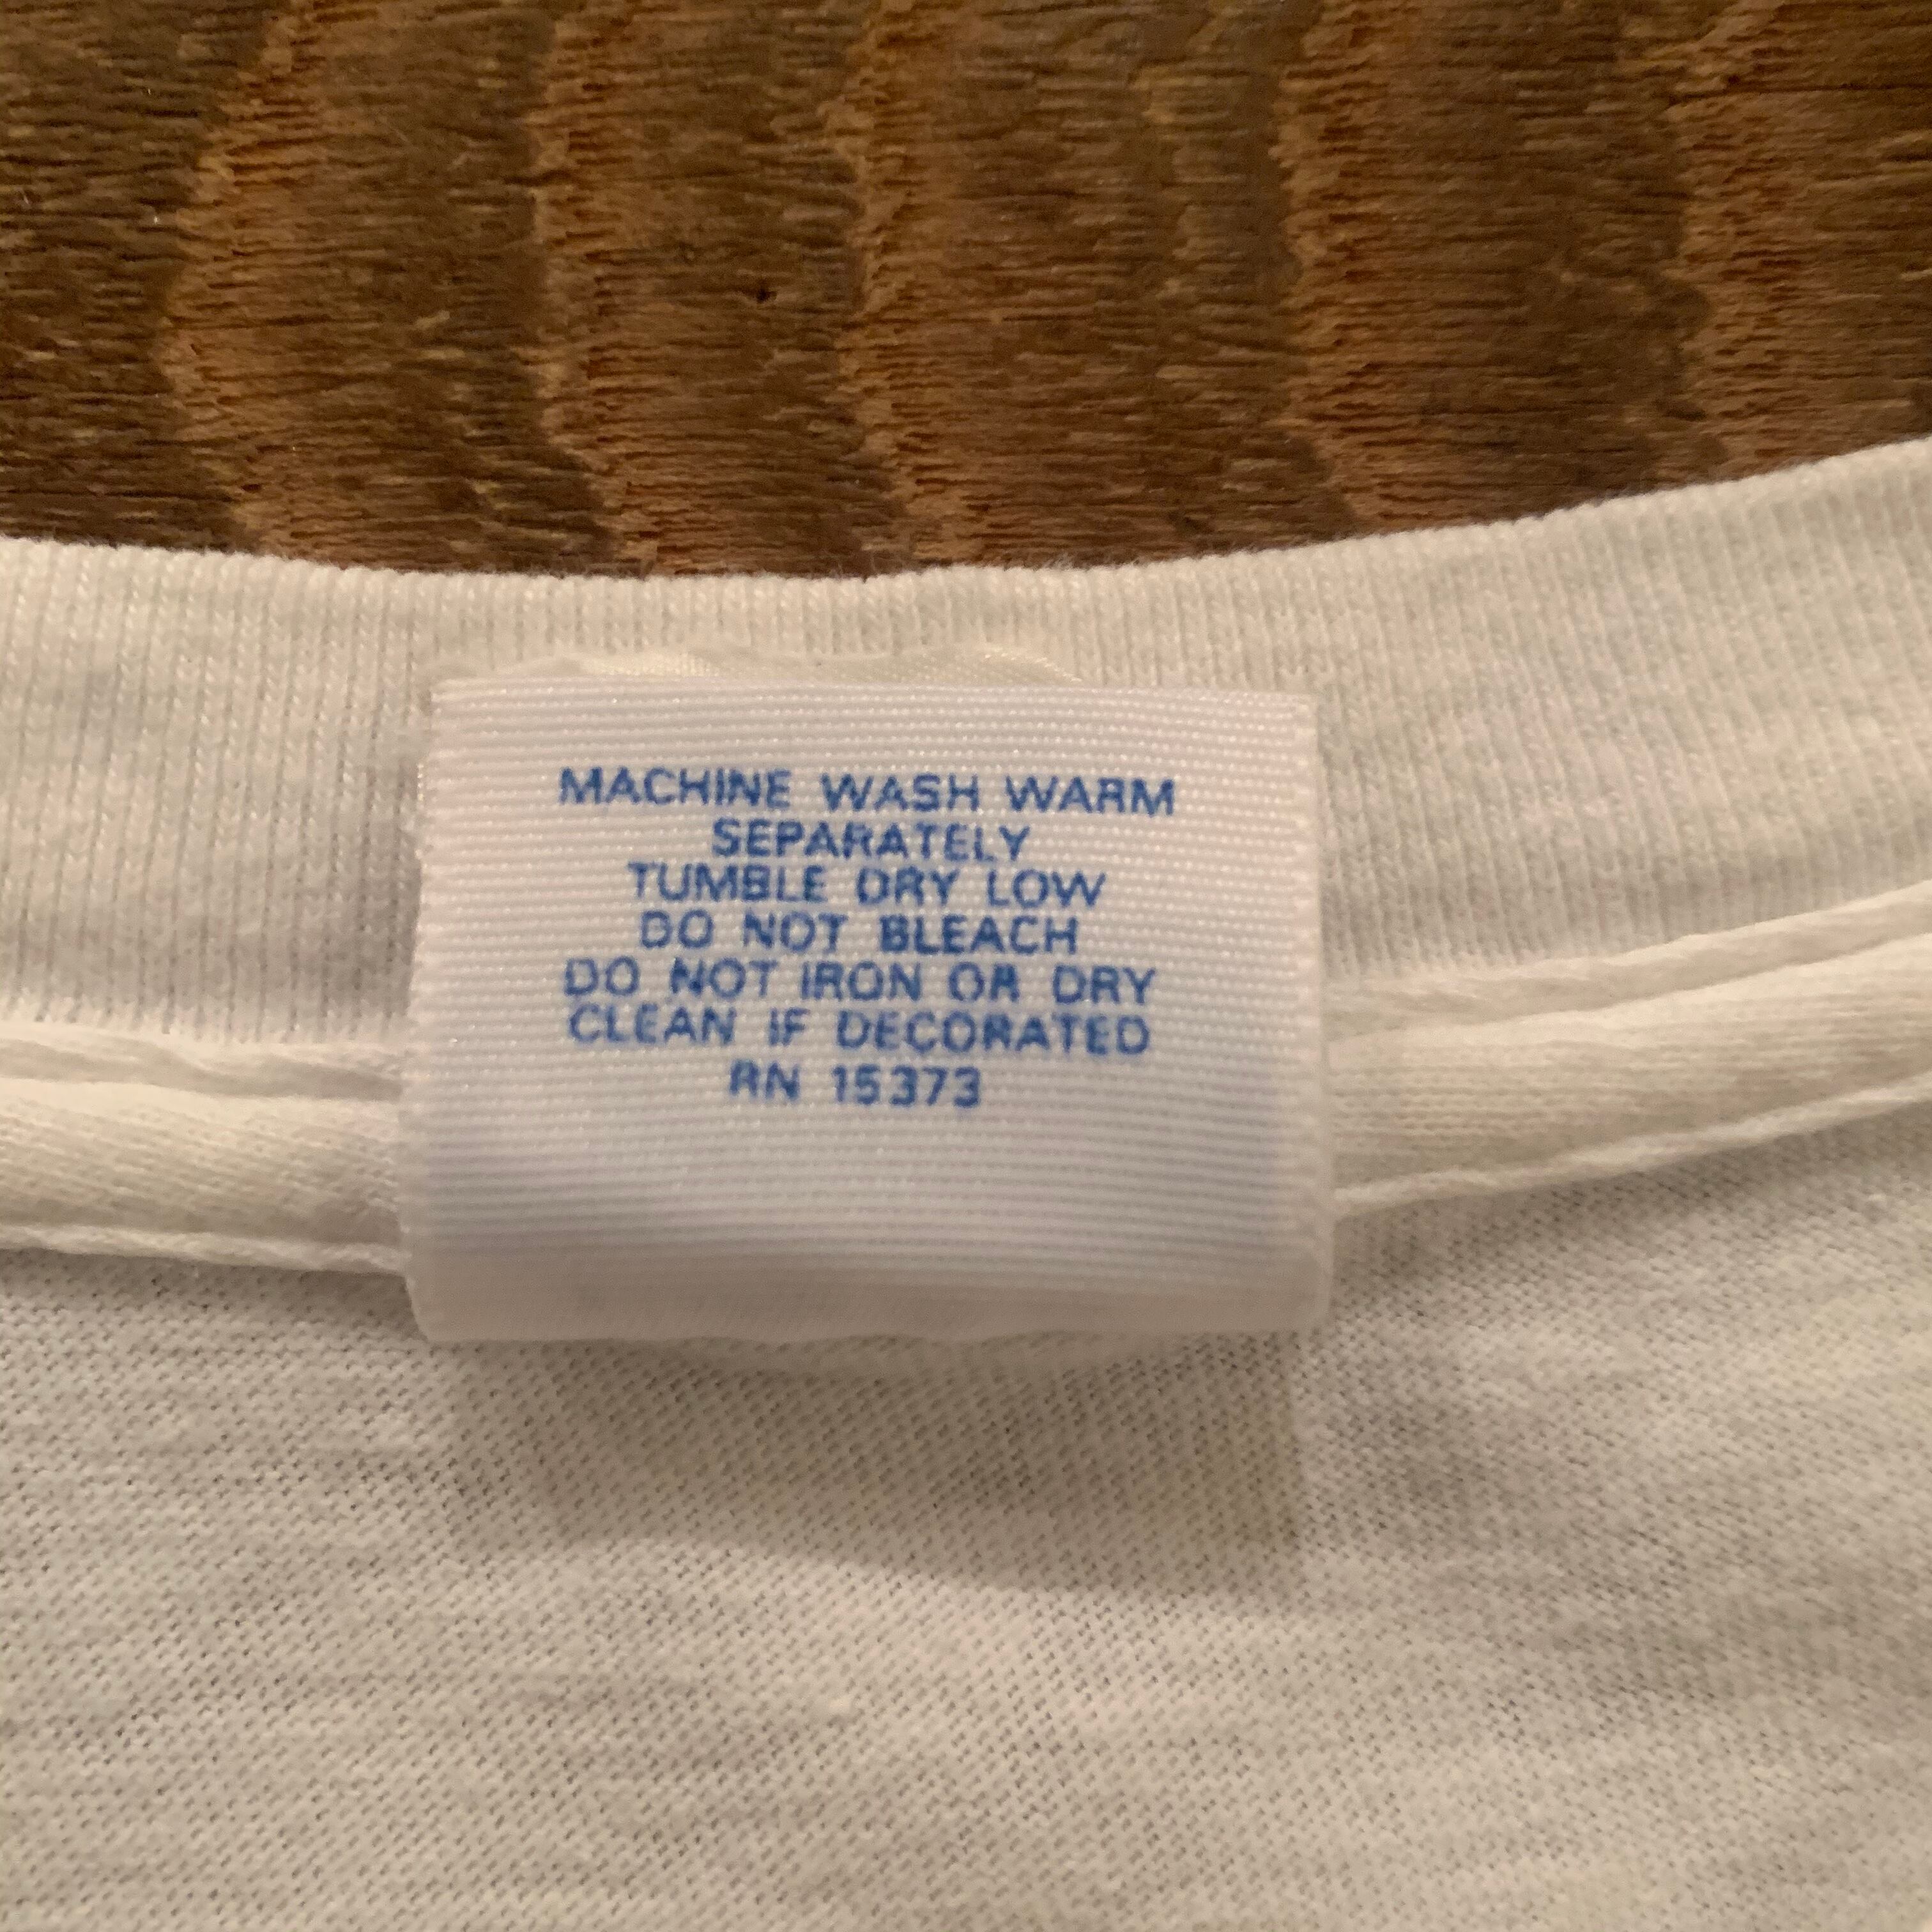 MACHINE WASH WARM
SEPARATELY
TUMBLE DRY LOW
DO NOT BLEACH
DO NOT IRON OR DRY
CLEAN IF DECORATED
RN 15373